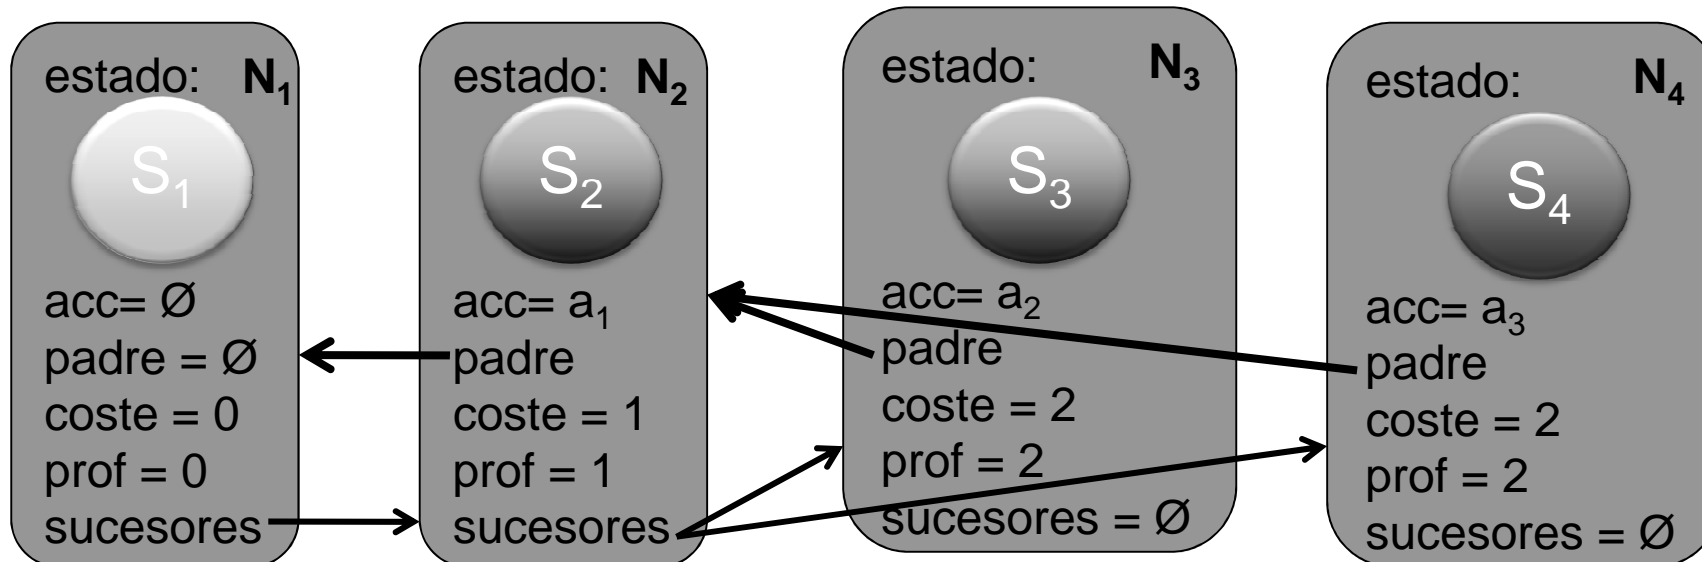 estado: N₁
S₁
acc= Ø
padre = Ø
coste = 0
prof = 0
sucesores
estado: N₂
S₂
acc= a₁
padre
coste = 1
prof = 1
sucesores
estado: N₃
S₃
acc= a₂
padre
coste = 2
prof = 2
sucesores = Ø
estado: N₄
S₄
acc= a₃
padre
coste = 2
prof = 2
sucesores = Ø